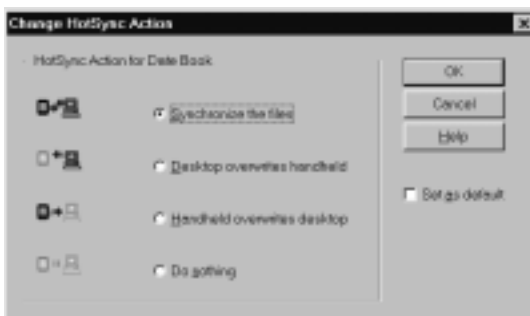 Change HotSync Action
HotSync Action for Date Book
Synchronize the files
Desktop overwrites handheld
Handheld overwrites desktop
Do nothing
OK
Cancel
Help
Set as default